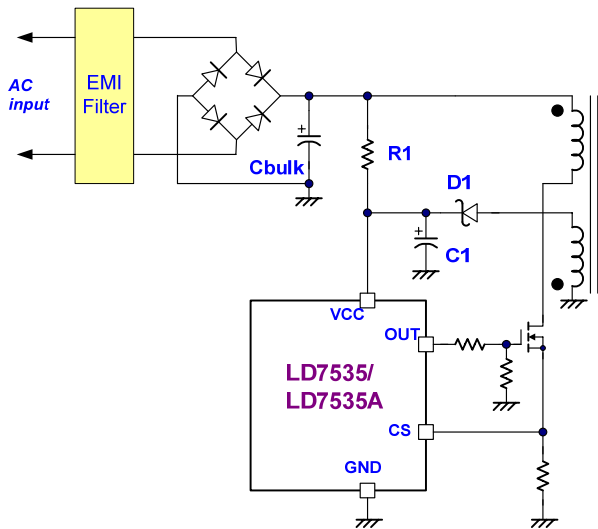 AC
input
EMI
Filter
Cbulk
R1
D1
C1
VCC
OUT
LD7535/
LD7535A
CS
GND